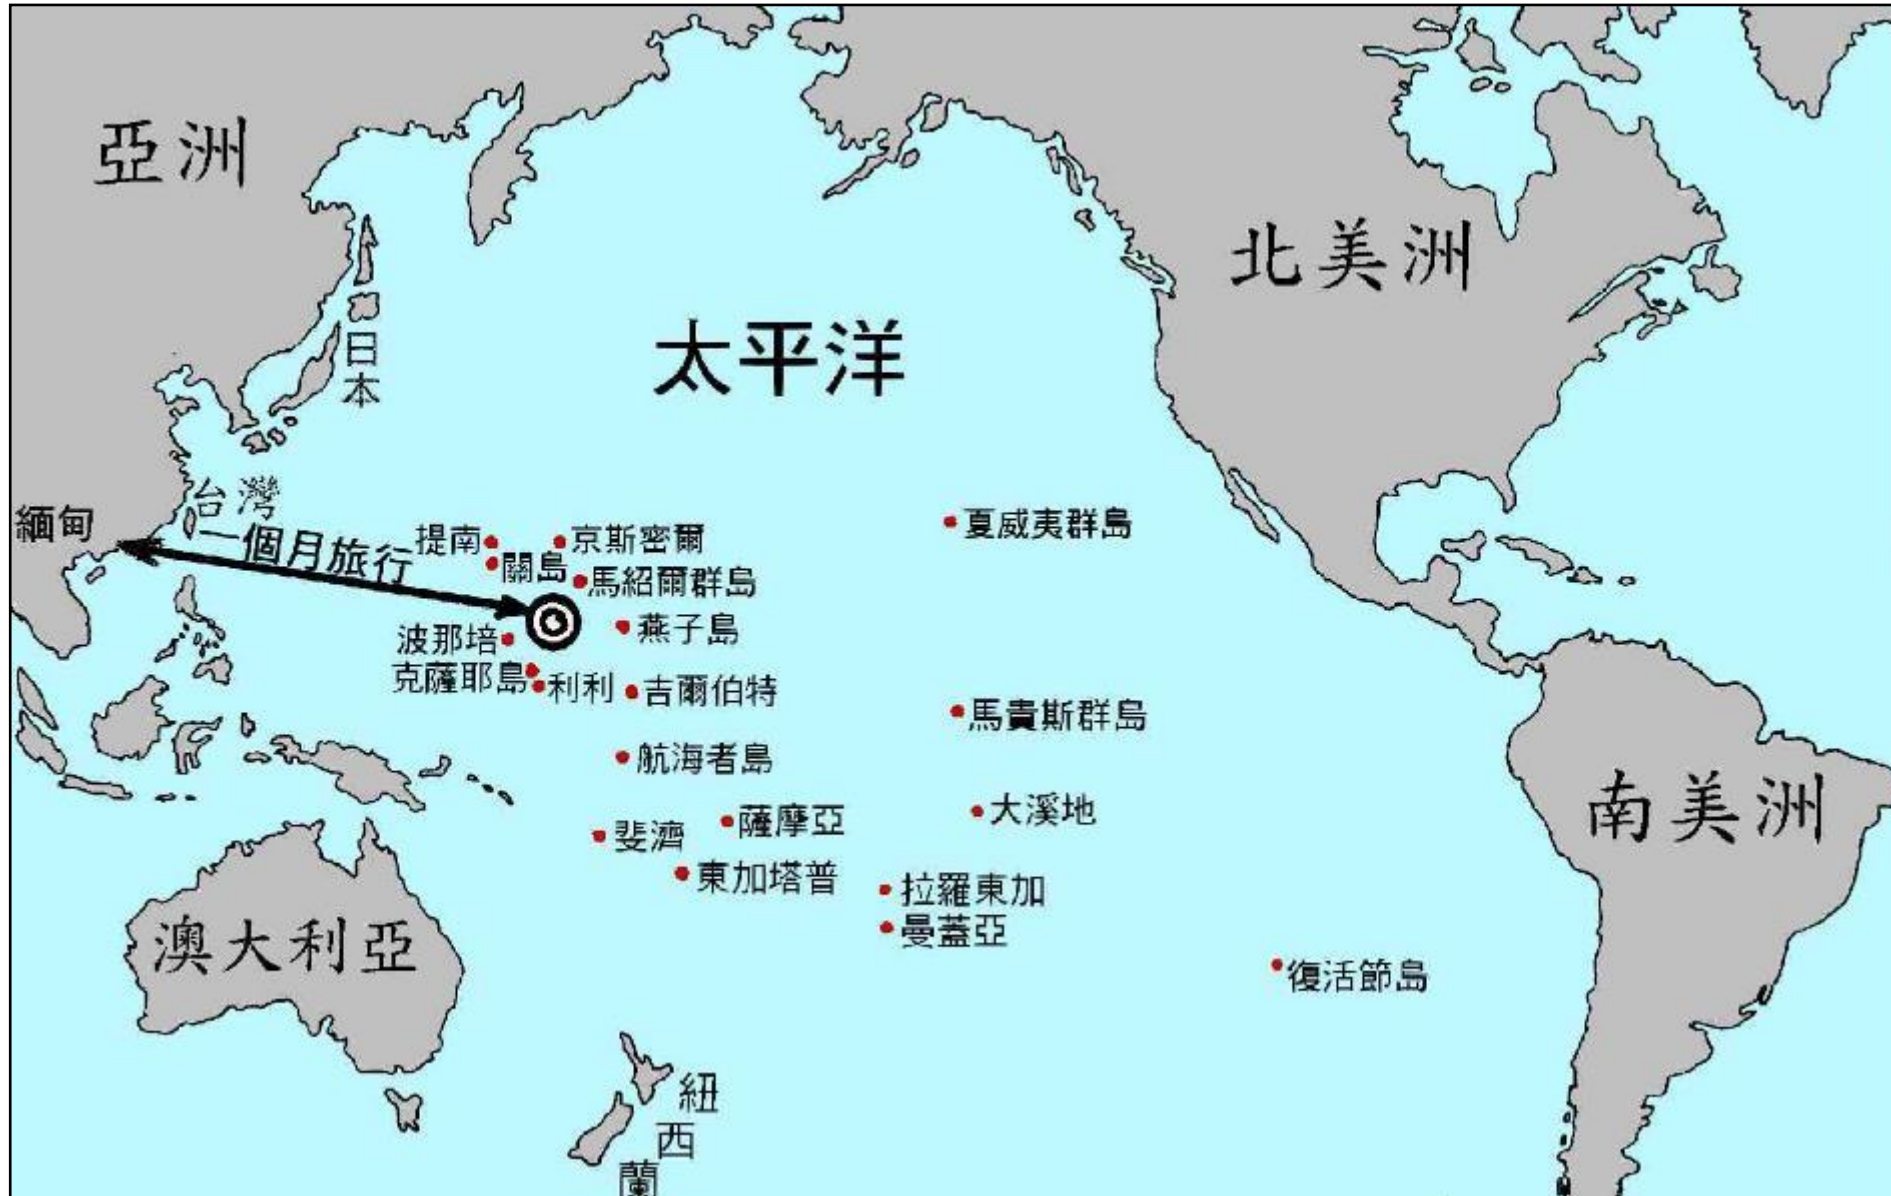 亞洲
北美洲
太平洋
日本
台灣
緬甸
一個月旅行
提南
京斯密爾
夏威夷群島
關島
馬紹爾群島
燕子島
波那培
克薩耶島
利利
吉爾伯特
馬貴斯群島
航海者島
大溪地
南美洲
薩摩亞
斐濟
東加塔普
拉羅東加
曼蓋亞
澳大利亞
復活節島
紐西蘭